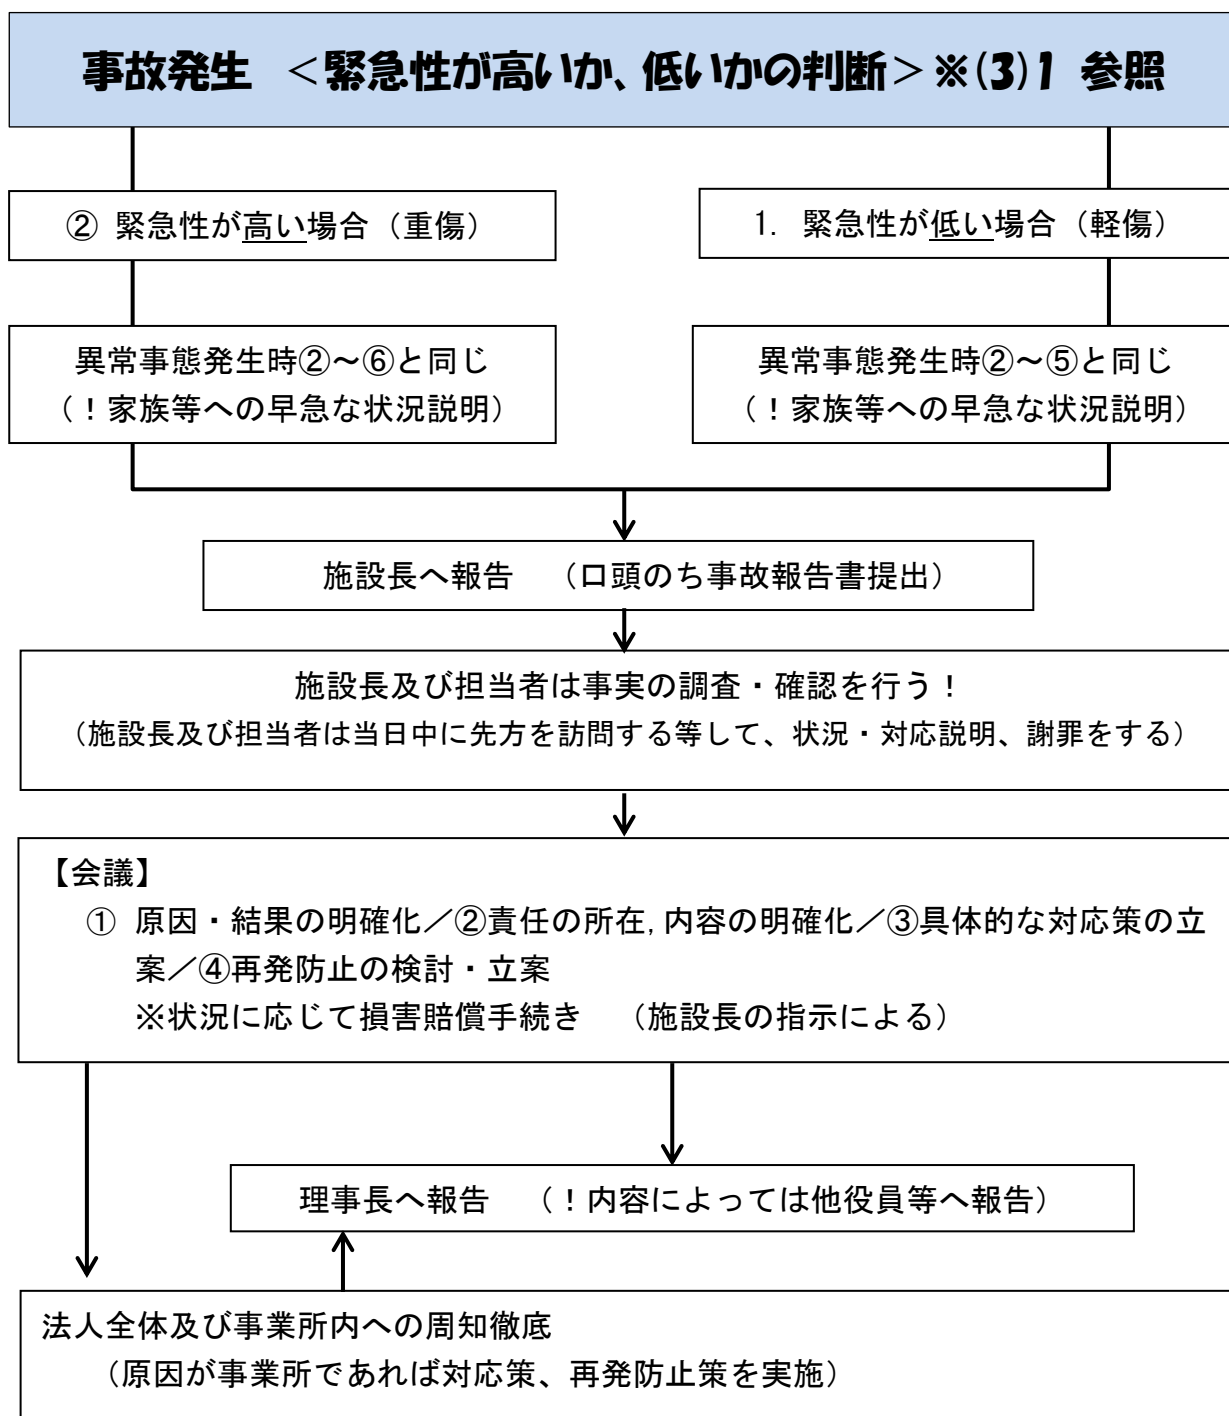 事故発生 <緊急性が高いか、低いかの判断>※(3)1 参照
② 緊急性が高い場合（重傷）
1. 緊急性が低い場合（軽傷）
異常事態発生時②～⑥と同じ
（！家族等への早急な状況説明）
異常事態発生時②～⑤と同じ
（！家族等への早急な状況説明）
施設長へ報告　（口頭のち事故報告書提出）
施設長及び担当者は事実の調査・確認を行う！
（施設長及び担当者は当日中に先方を訪問する等して、状況・対応説明、謝罪をする）
【会議】
① 原因・結果の明確化／②責任の所在,内容の明確化／③具体的な対応策の立
案／④再発防止の検討・立案
※状況に応じて損害賠償手続き　（施設長の指示による）
理事長へ報告　（！内容によっては他役員等へ報告）
法人全体及び事業所内への周知徹底
（原因が事業所であれば対応策、再発防止策を実施）